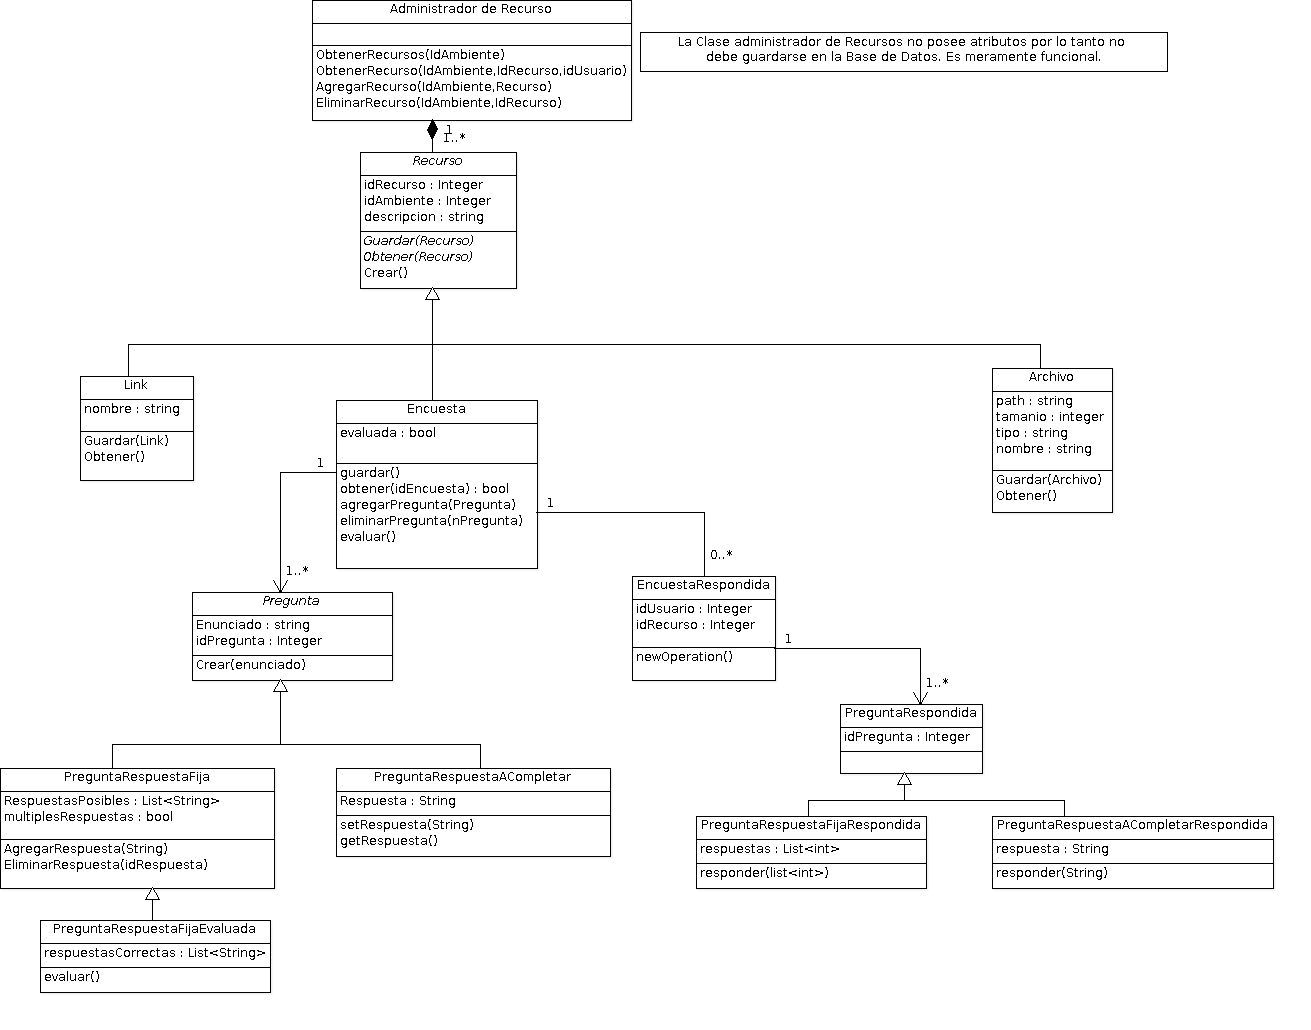 Administrador de Recurso
ObtenerRecursos(IdAmbiente)
ObtenerRecurso(IdAmbiente,IdRecurso,idUsuario)
AgregarRecurso(IdAmbiente,Recurso)
EliminarRecurso(IdAmbiente,IdRecurso)
La Clase administrador de Recursos no posee atributos por lo tanto no
debe guardarse en la Base de Datos. Es meramente funcional.
1
1..*
Recurso
idRecurso : Integer
idAmbiente : Integer
descripcion : string
Guardar(Recurso)
Obtener(Recurso)
Crear()
Link
nombre : string
Guardar(Link)
Obtener()
Encuesta
evaluada : bool
guardar()
obtener(idEncuesta) : bool
agregarPregunta(Pregunta)
eliminarPregunta(nPregunta)
evaluar()
Archivo
path : string
tamanio : integer
tipo : string
nombre : string
Guardar(Archivo)
Obtener()
1
1..*
1
0..*
Pregunta
Enunciado : string
idPregunta : Integer
Crear(enunciado)
EncuestaRespondida
idUsuario : Integer
idRecurso : Integer
newOperation()
1
1..*
PreguntaRespondida
idPregunta : Integer
PreguntaRespuestaFija
RespuestasPosibles : List<String>
multiplesRespuestas : bool
AgregarRespuesta(String)
EliminarRespuesta(idRespuesta)
PreguntaRespuestaACompletar
Respuesta : String
setRespuesta(String)
getRespuesta()
PreguntaRespuestaFijaRespondida
respuestas : List<int>
responder(list<int>)
PreguntaRespuestaACompletarRespondida
respuesta : String
responder(String)
PreguntaRespuestaFijaEvaluada
respuestasCorrectas : List<String>
evaluar()